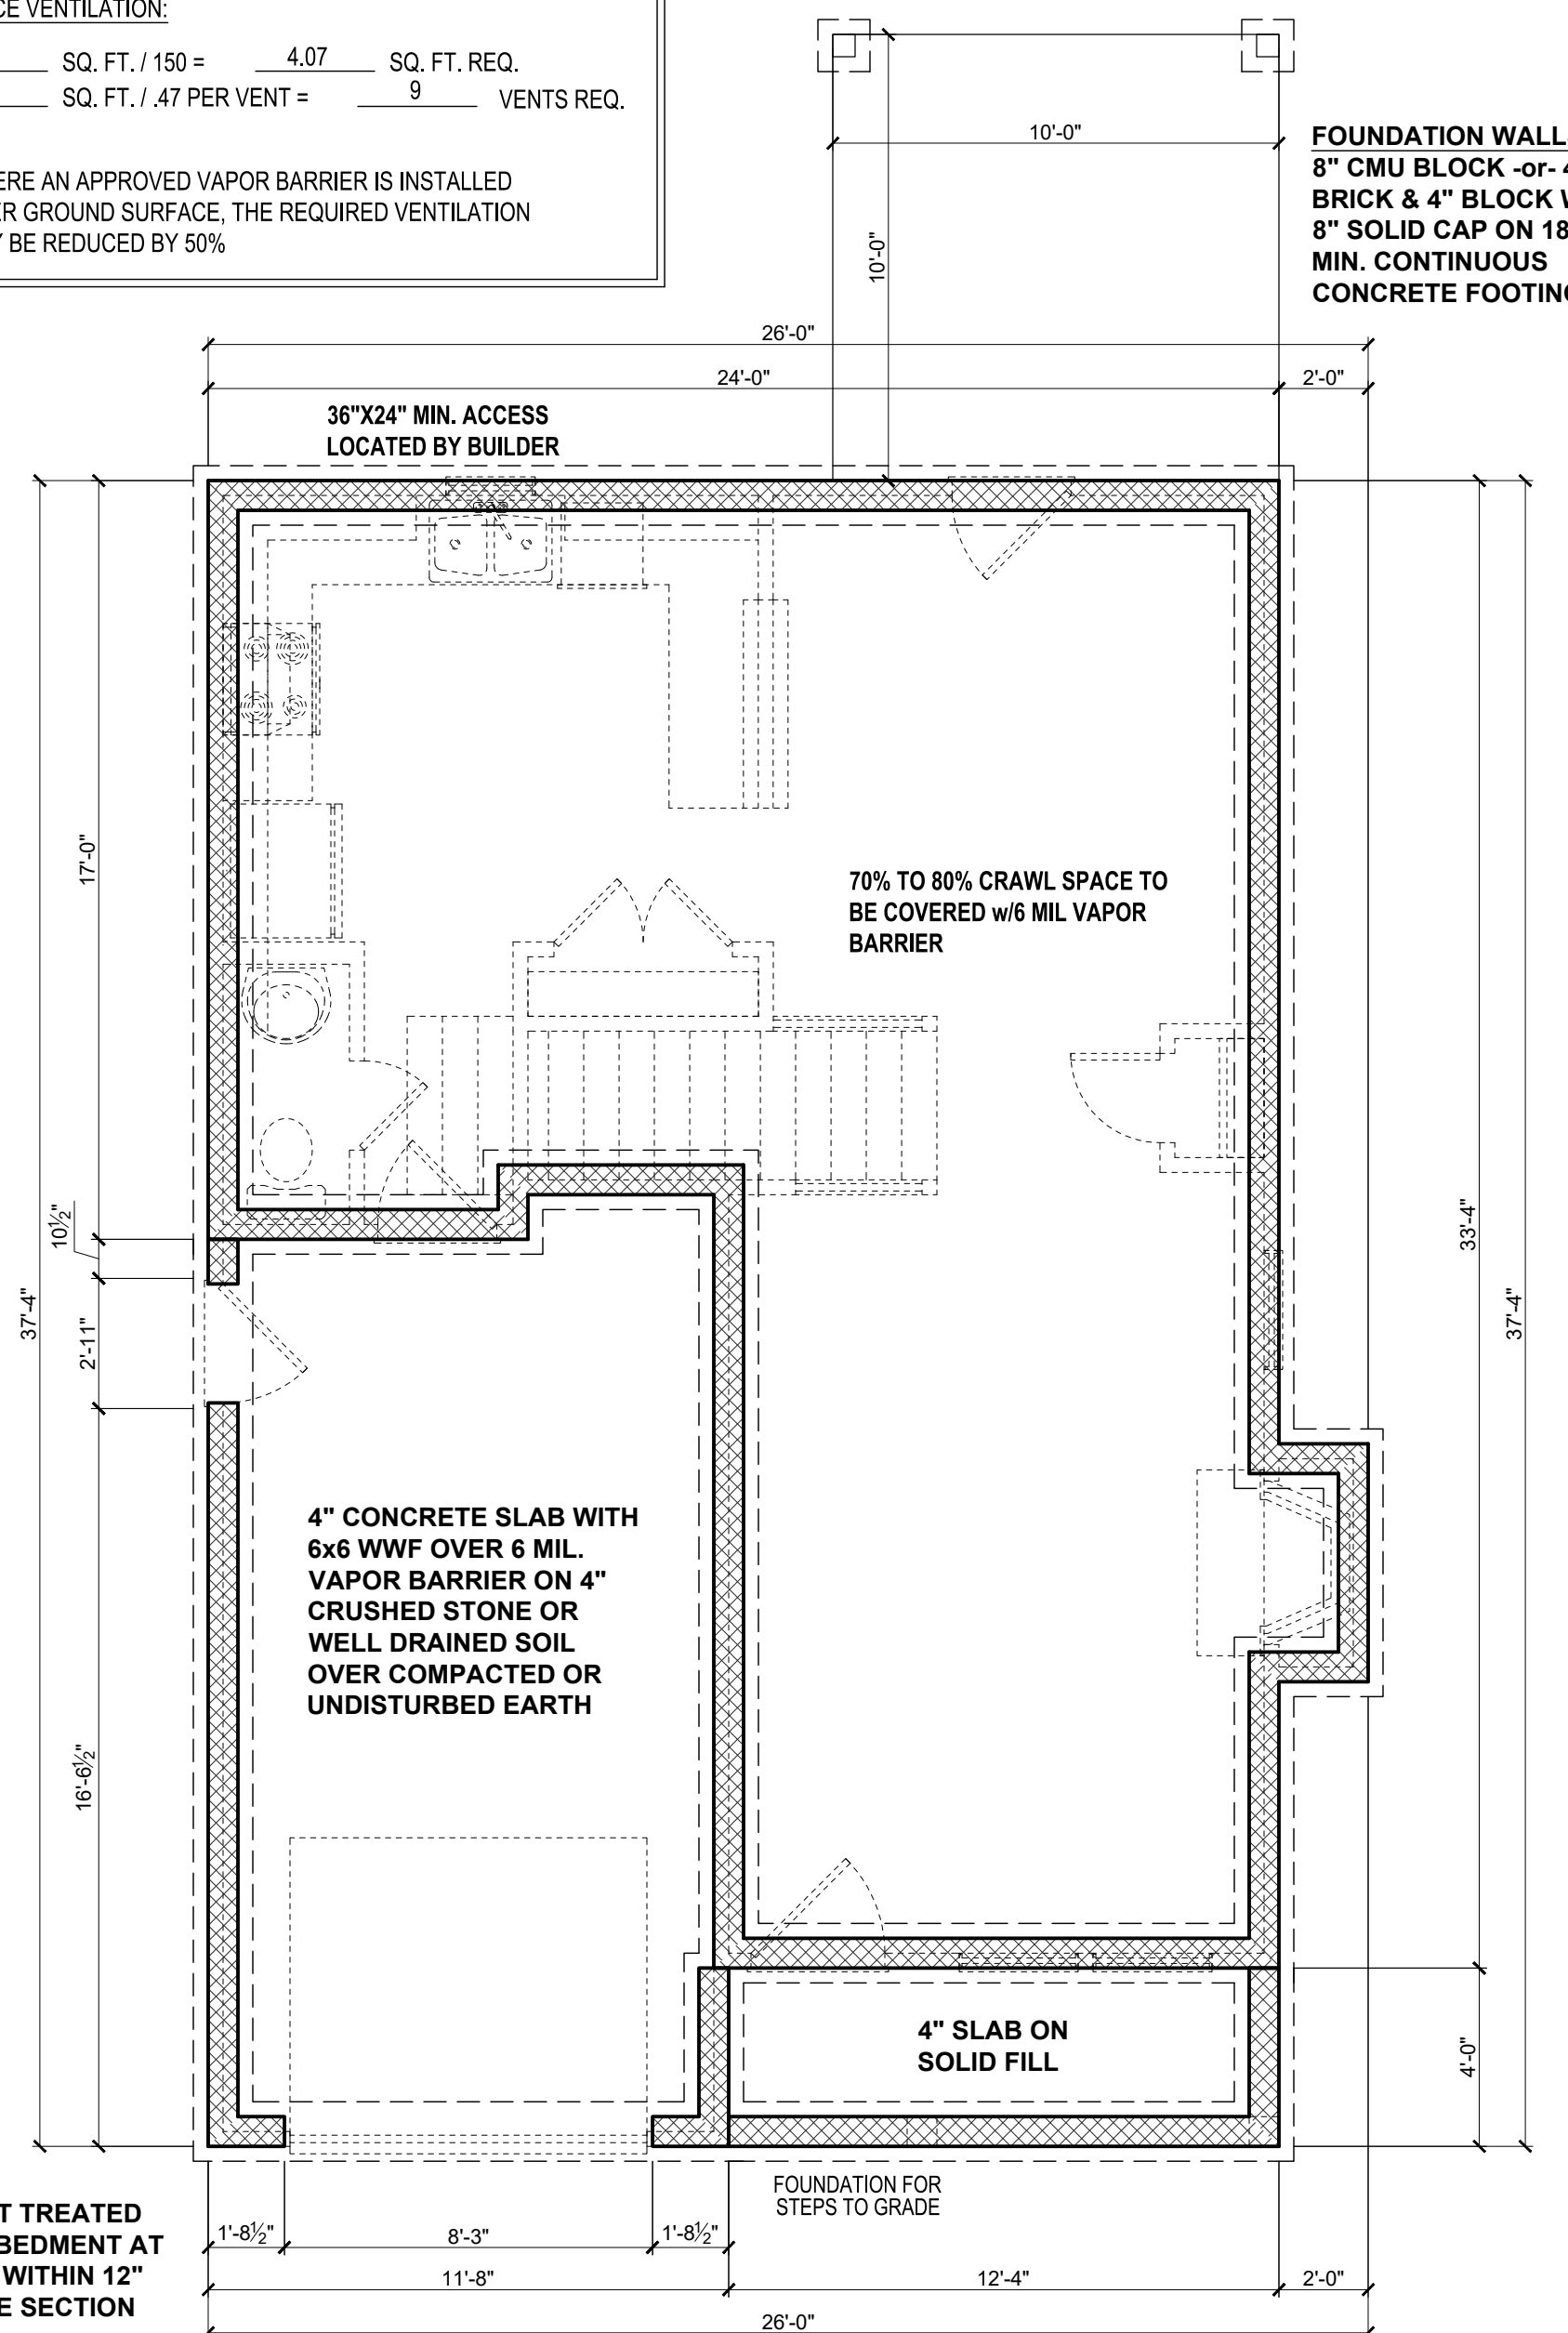 VENTILATION:
SQ. FT. / 150 = 4.07 SQ. FT. REQ.
SQ. FT. / .47 PER VENT = 9 VENTS REQ.
AN APPROVED VAPOR BARRIER IS INSTALLED
GROUND SURFACE, THE REQUIRED VENTILATION
BE REDUCED BY 50%
10'-0"
10'-0"
FOUNDATION
8" CMU BLOCK -or-
BRICK & 4" BLOCK
8" SOLID CAP ON 18
MIN. CONTINUOUS
CONCRETE
26'-0"
24'-0"
2'-0"
36"X24" MIN. ACCESS
LOCATED BY BUILDER
17'-0"
70% TO 80% CRAWL SPACE TO
BE COVERED w/6 MIL VAPOR
BARRIER
10½"
37'-4"
2'-11"
33'-4"
37'-4"
4" CONCRETE SLAB WITH
6x6 WWF OVER 6 MIL.
VAPOR BARRIER ON 4"
CRUSHED STONE OR
WELL DRAINED SOIL
OVER COMPACTED OR
UNDISTURBED EARTH
16'-6½"
4" SLAB ON
SOLID FILL
4'-0"
FOUNDATION FOR
STEPS TO GRADE
TREATED
AT
WITHIN 12"
SECTION
1'-8½"
8'-3"
1'-8½"
11'-8"
12'-4"
2'-0"
26'-0"